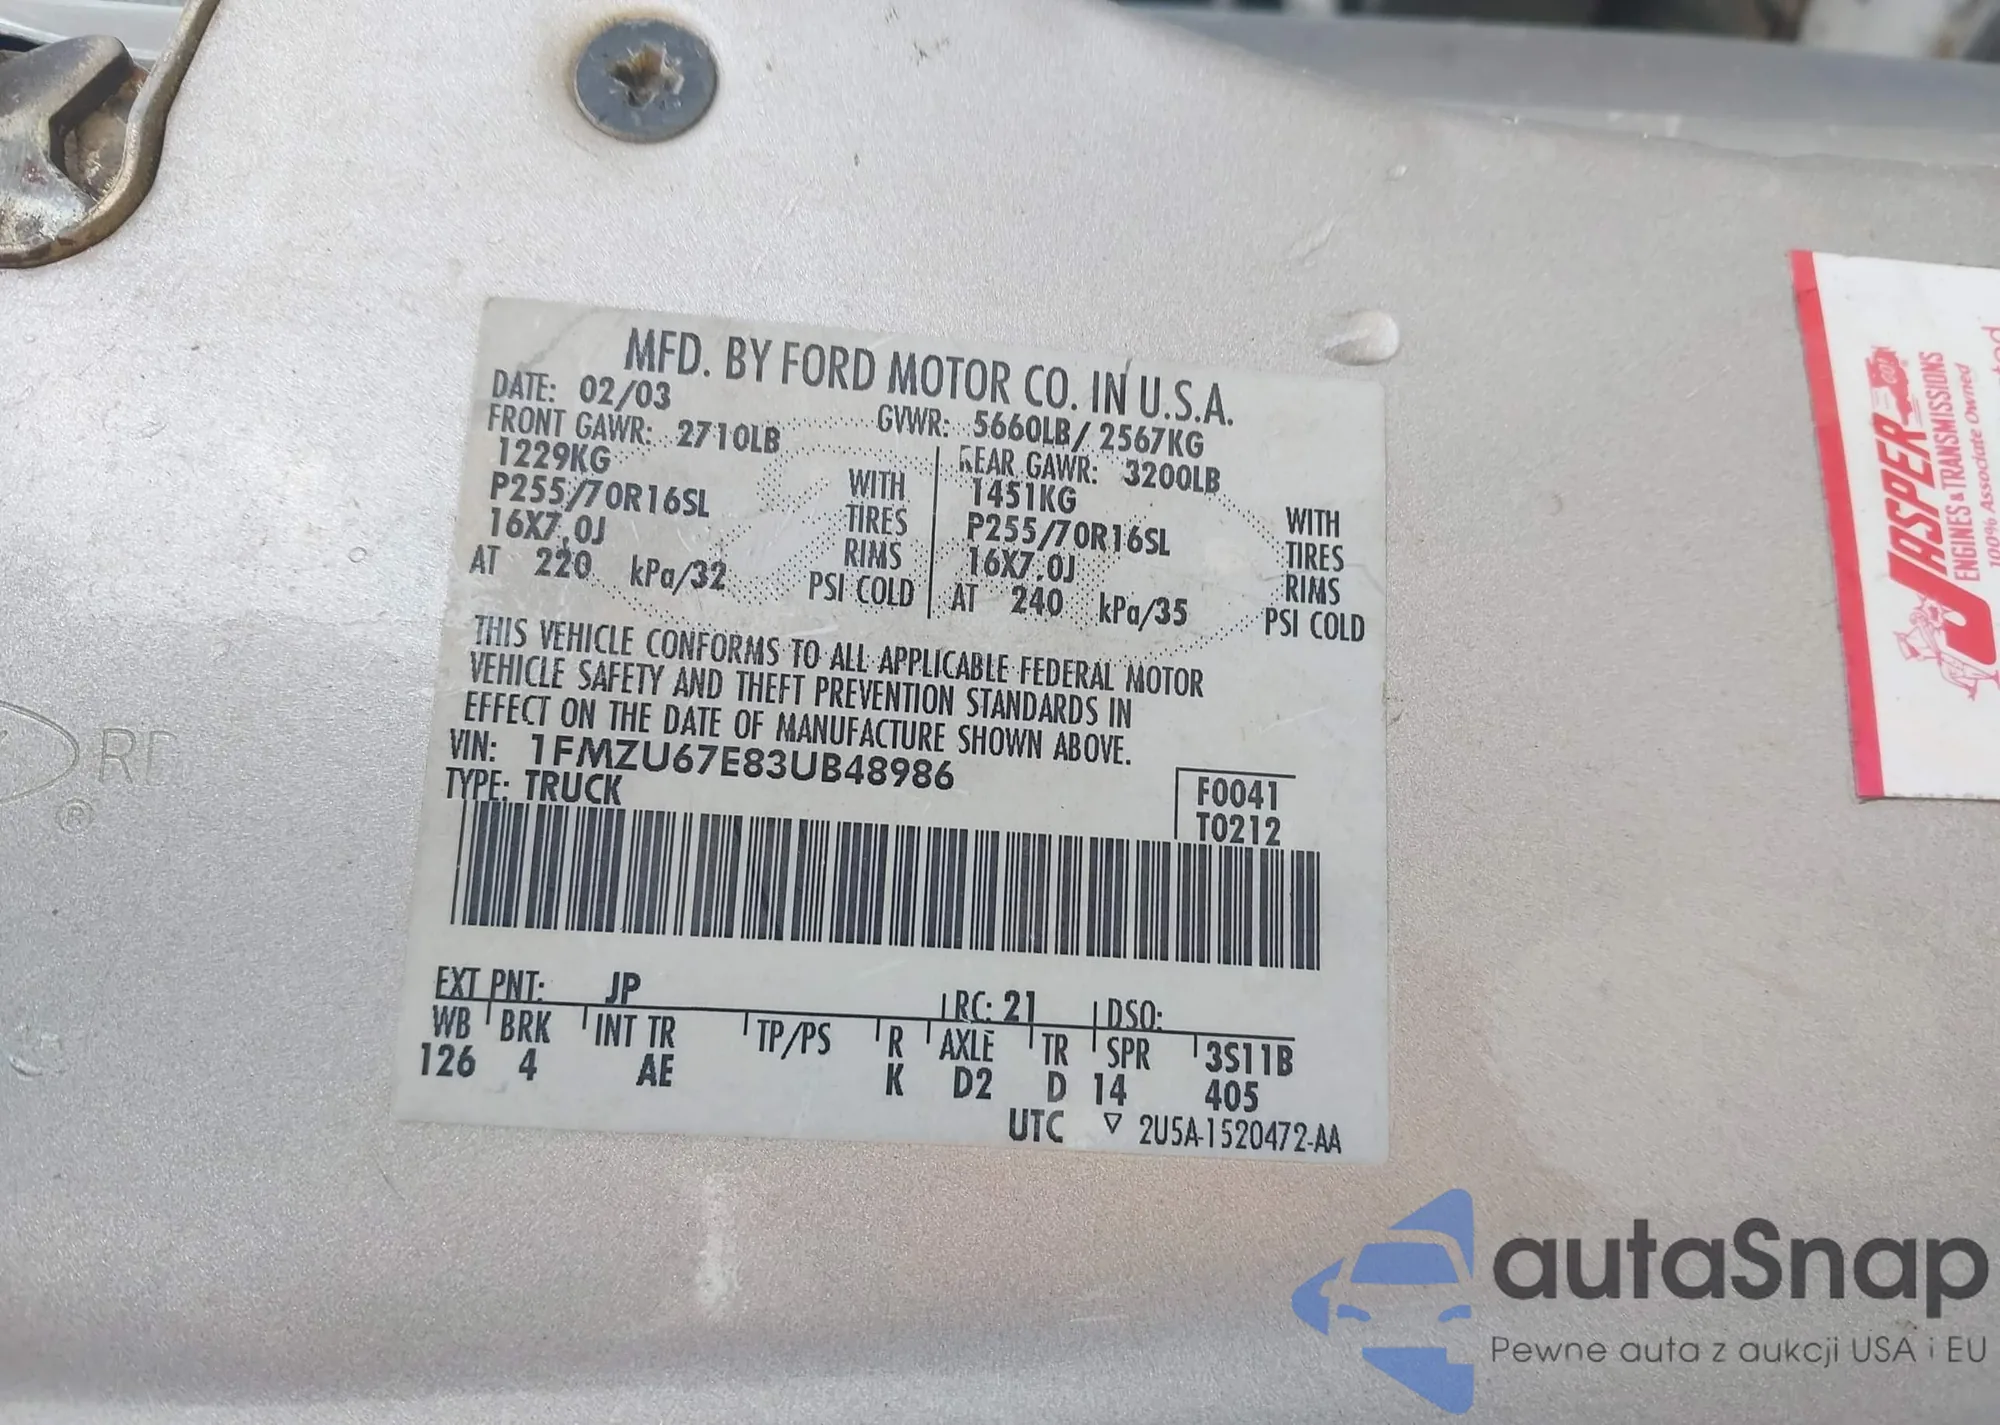 MFD. BY FORD MOTOR CO. IN U.S.A.
DATE: 02/03 GVWR: 5660LB/2567KG
FRONT GAWR: 2710LB
1229KG WITH
P255/70R16SL TIRES
16X7.0J RIMS
AT 220 kPa/32 PSI COLD
REAR GAWR: 3200LB
1451KG WITH
P255/70R16SL TIRES
16X7.0J RIMS
AT 240 kPa/35 PSI COLD
THIS VEHICLE CONFORMS TO ALL APPLICABLE FEDERAL MOTOR
VEHICLE SAFETY AND THEFT PREVENTION STANDARDS IN
EFFECT ON THE DATE OF MANUFACTURE SHOWN ABOVE.
VIN: 1FMZU67E83UB48986
TYPE: TRUCK
F0041
T0212
EXT PNT: JP RC: 21 DSO:
WB BRK INT TR TP/PS R AXLE TR SPR 3S11B
126 4 AE K D2 D 14 405
UTC ▽ 2U5A-1520472-AA
RD
®
JASPER
ENGINES & TRANSMISSIONS
100% Associate Owned
autaSnap
Pewne auta z aukcji USA i EU